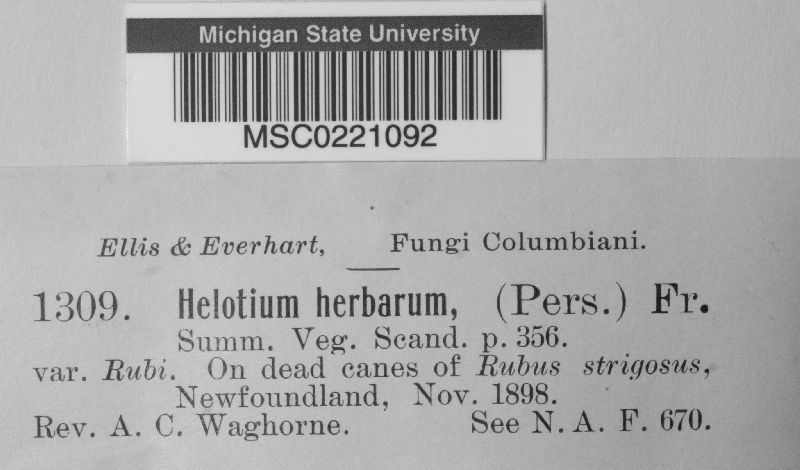 Michigan State University
MSC0221092
Ellis & Everhart, Fungi Columbiani.
1309. Helotium herbarum, (Pers.) Fr.
Summ. Veg. Scand. p. 356.
var. Rubi. On dead canes of Rubus strigosus,
Newfoundland, Nov. 1898.
Rev. A. C. Waghorne. See N. A. F. 670.